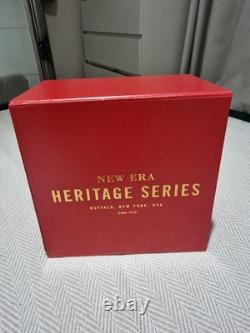 NEW ERA
HERITAGE SERIES
BUFFALO, NEW YORK, USA